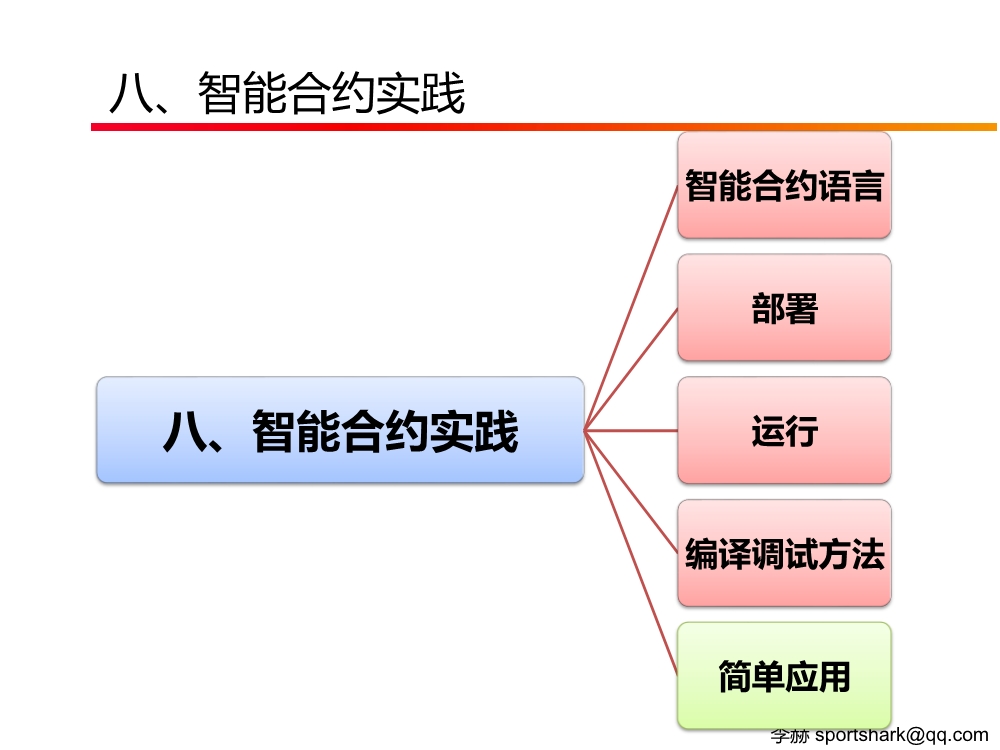 八、智能合约实践
智能合约语言
部署
八、智能合约实践
运行
编译调试方法
简单应用
李赫 sportshark@qq.com